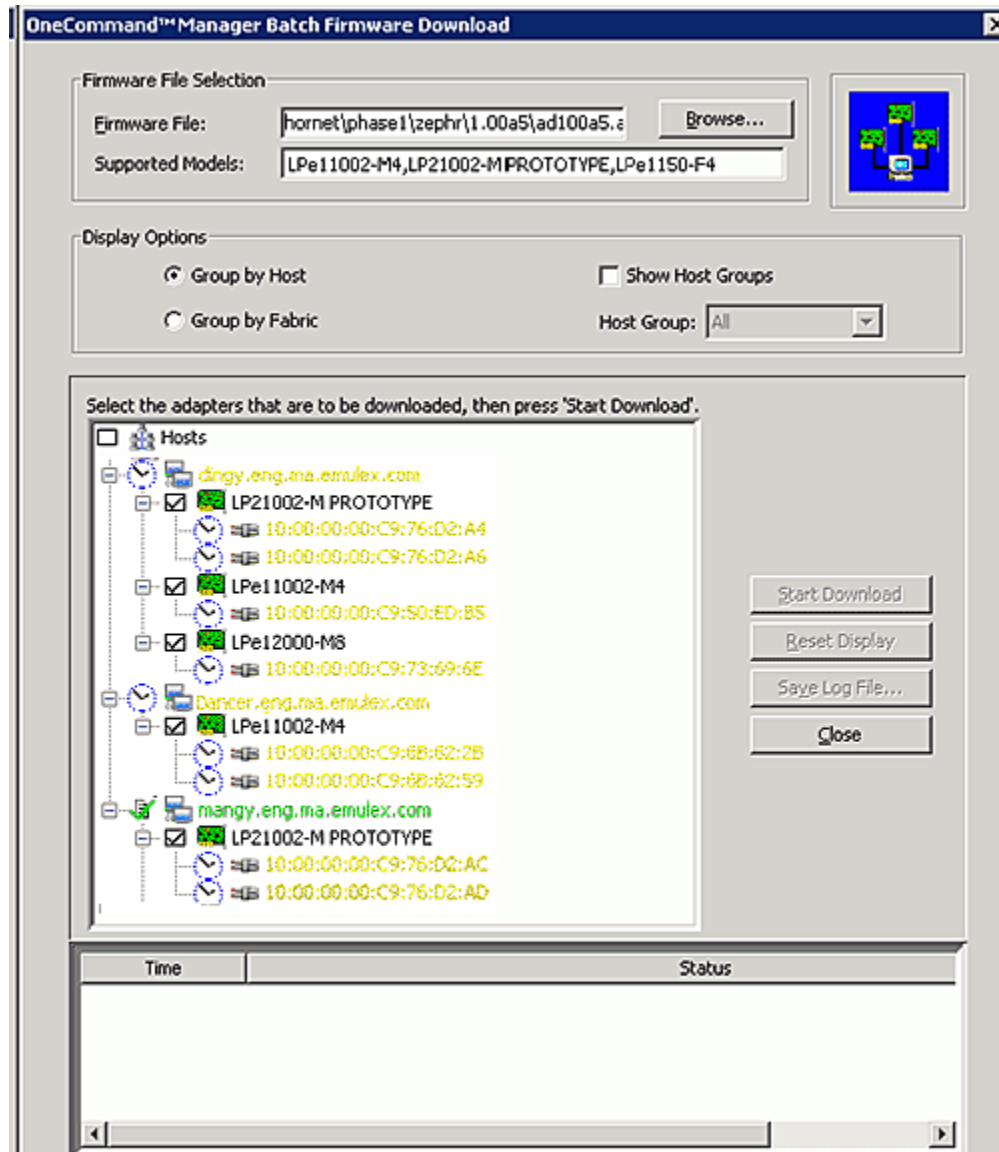 OneCommand™Manager Batch Firmware Download
Firmware File Selection
Firmware File: hornet\phase1\zephr\1.00a5\ad100a5.a Browse...
Supported Models: LPe11002-M4,LP21002-M PROTOTYPE,LPe1150-F4
Display Options
Group by Host Show Host Groups
Group by Fabric Host Group: All
Select the adapters that are to be downloaded, then press 'Start Download'.
Hosts
dingy.eng.ma.emulex.com
LP21002-M PROTOTYPE
10:00:00:00:C9:76:D2:A4
10:00:00:00:C9:76:D2:A6
LPe11002-M4
10:00:00:00:C9:50:ED:B5
LPe12000-M8
10:00:00:00:C9:73:69:6E
Dancer.eng.ma.emulex.com
LPe11002-M4
10:00:00:00:C9:6B:62:2B
10:00:00:00:C9:6B:62:59
mangy.eng.ma.emulex.com
LP21002-M PROTOTYPE
10:00:00:00:C9:76:D2:AC
10:00:00:00:C9:76:D2:AD
Start Download
Reset Display
Save Log File...
Close
Time Status